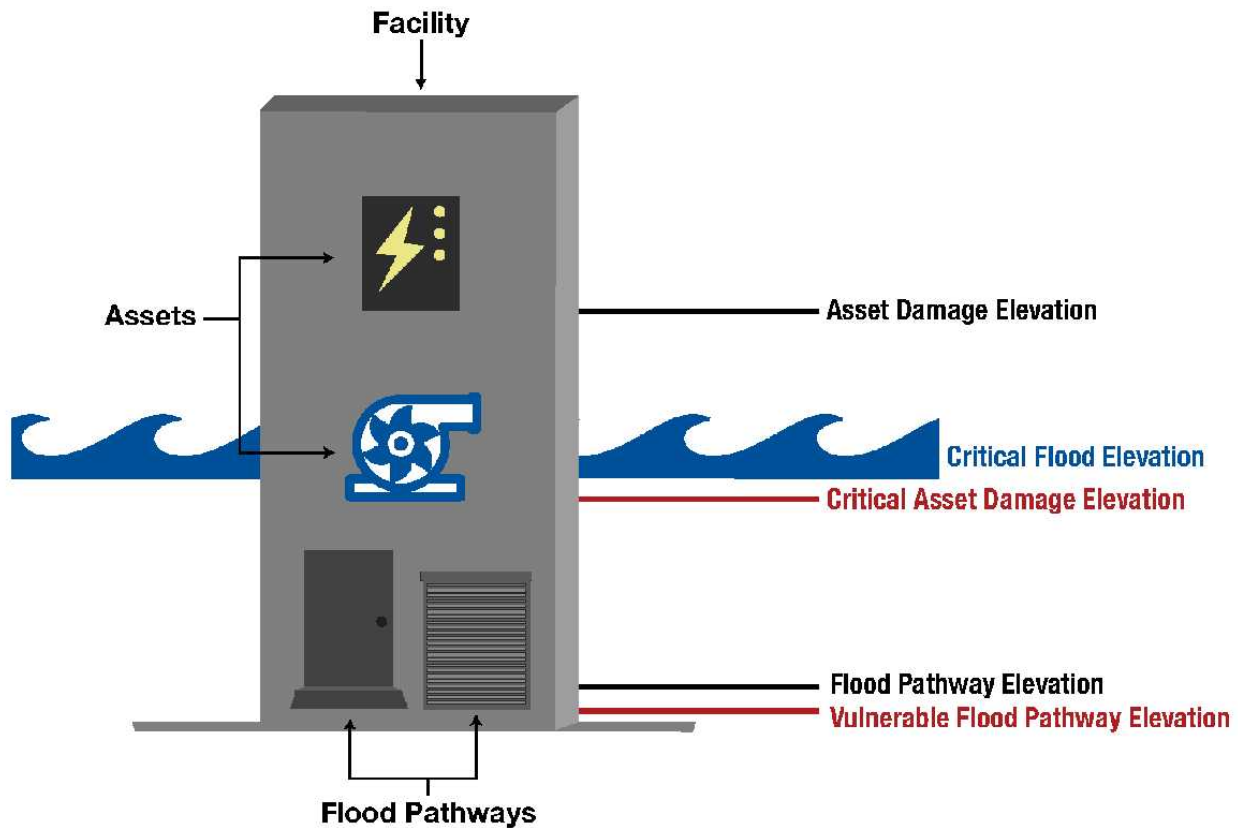 Facility
Assets
Asset Damage Elevation
Critical Flood Elevation
Critical Asset Damage Elevation
Flood Pathway Elevation
Vulnerable Flood Pathway Elevation
Flood Pathways